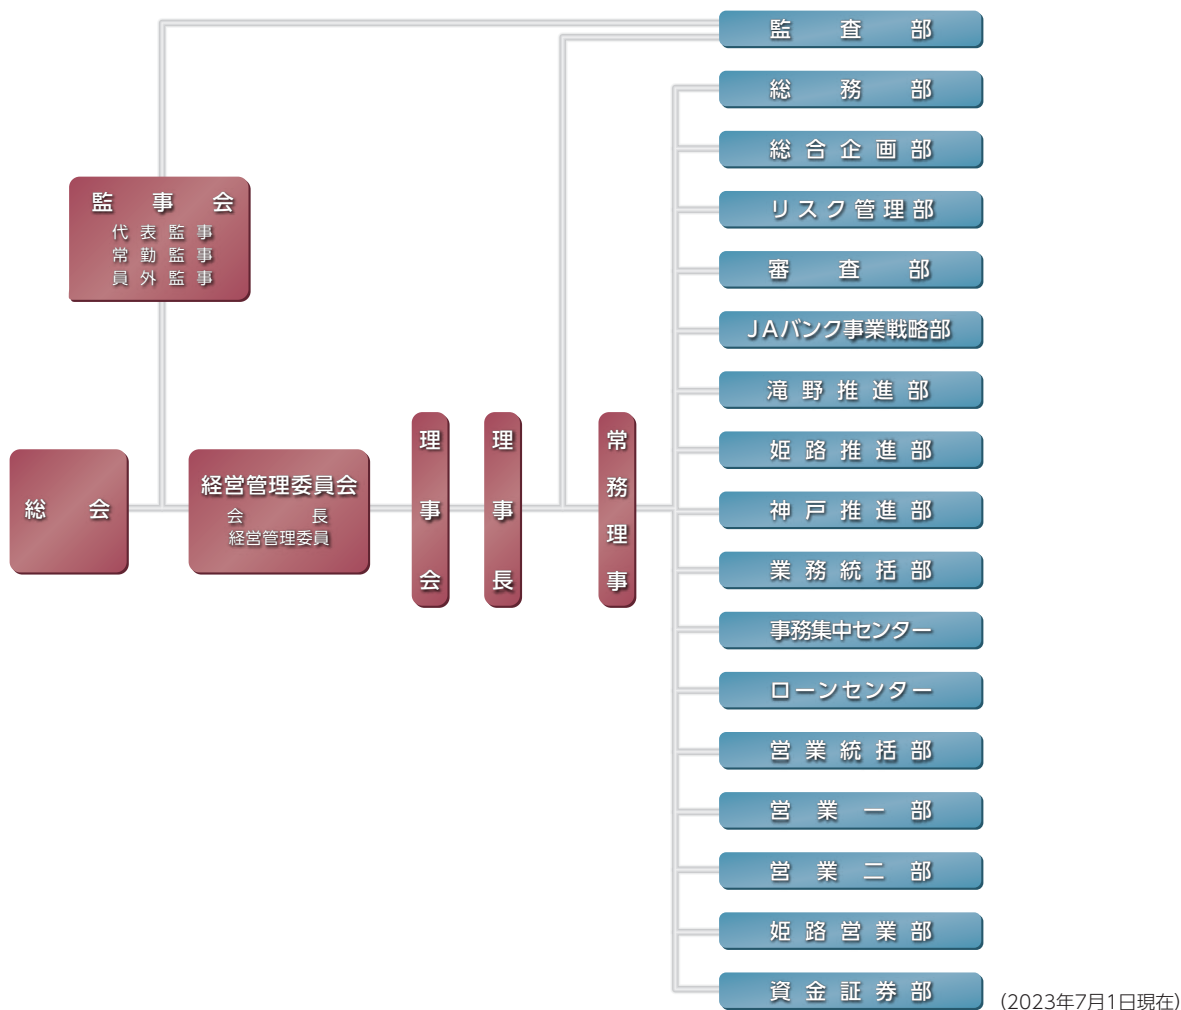 総会
監事会
代表監事
常勤監事
員外監事
経営管理委員会
会長
経営管理委員
理事会
理事長
常務理事
監査部
総務部
総合企画部
リスク管理部
審査部
JAバンク事業戦略部
滝野推進部
姫路推進部
神戸推進部
業務統括部
事務集中センター
ローンセンター
営業統括部
営業一部
営業二部
姫路営業部
資金証券部
(2023年7月1日現在)